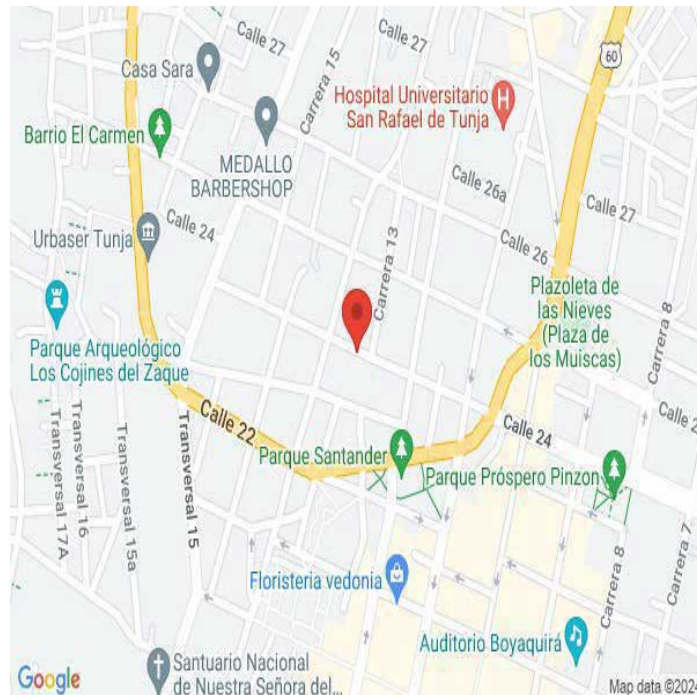 Calle 27
Calle 27
Carrera 15
60
Casa Sara
Hospital Universitario
San Rafael de Tunja
Barrio El Carmen
MEDALLO
BARBERSHOP
Calle 26a
Calle 27
Calle 24
Urbaser Tunja
Carrera 13
Calle 26
Plazoleta de
las Nieves
(Plaza de
los Muiscas)
Carrera 8
Parque Arqueológico
Los Cojines del Zaque
Calle 22
Transversal 15
Calle 24
Parque Santander
Parque Próspero Pinzon
Transversal 17A
Transversal 16
Transversal 15a
Carrera 8
Carrera 7
Floristeria vedonia
Auditorio Boyaquirá
Santuario Nacional
de Nuestra Señora del...
Google
Map data ©2024